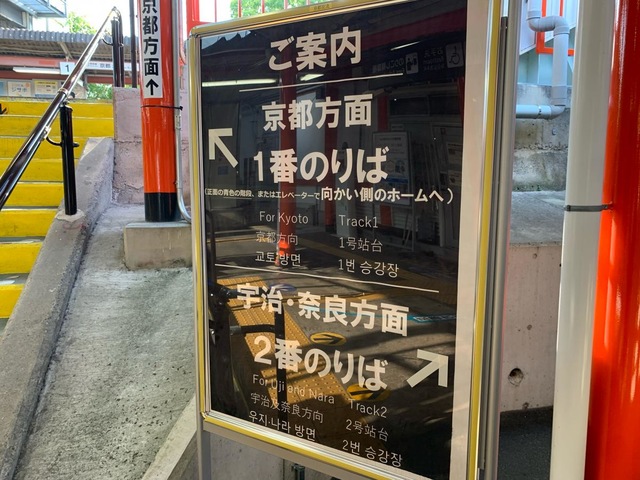 京都方面↑
ご案内
京都方面
1番のりば
(正面の青色の階段、またはエレベーターで向かい側のホームへ)
For Kyoto Track1
京都方向 1号站台
교토방면 1번 승강장
宇治・奈良方面
2番のりば
For Uji and Nara Track2
宇治及奈良方向 2号站台
우지·나라 방면 2번 승강장